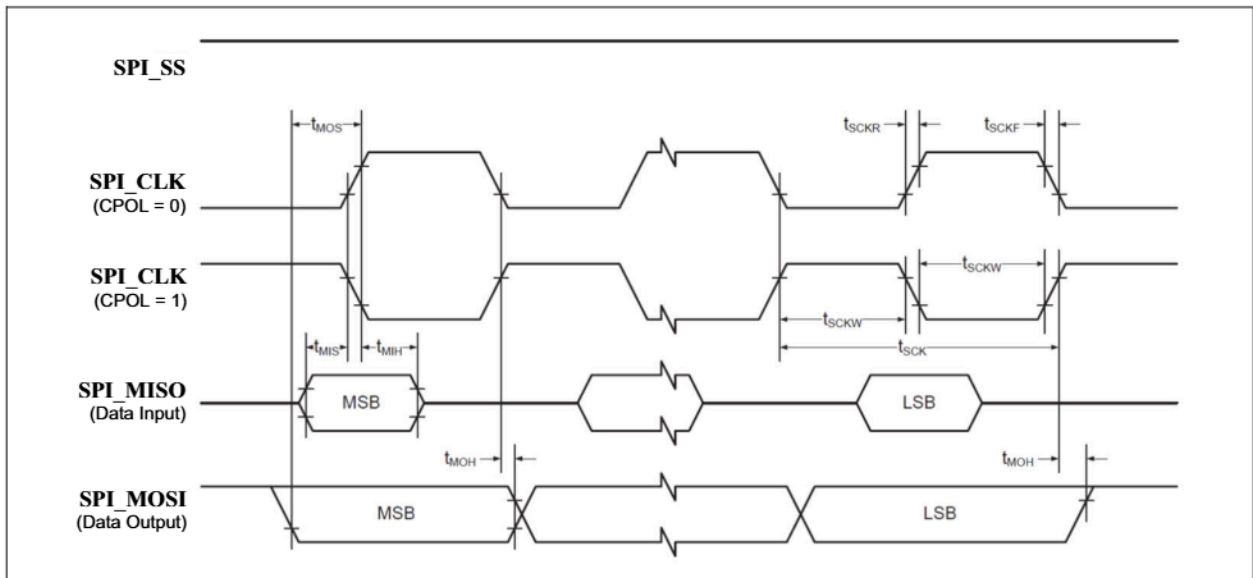 SPI_SS
tMOS
tSCKR
tSCKF
SPI_CLK
(CPOL = 0)
SPI_CLK
(CPOL = 1)
tSCKW
tSCKW
tSCK
tMIS
tMIH
SPI_MISO
(Data Input)
MSB
LSB
tMOH
tMOH
SPI_MOSI
(Data Output)
MSB
LSB